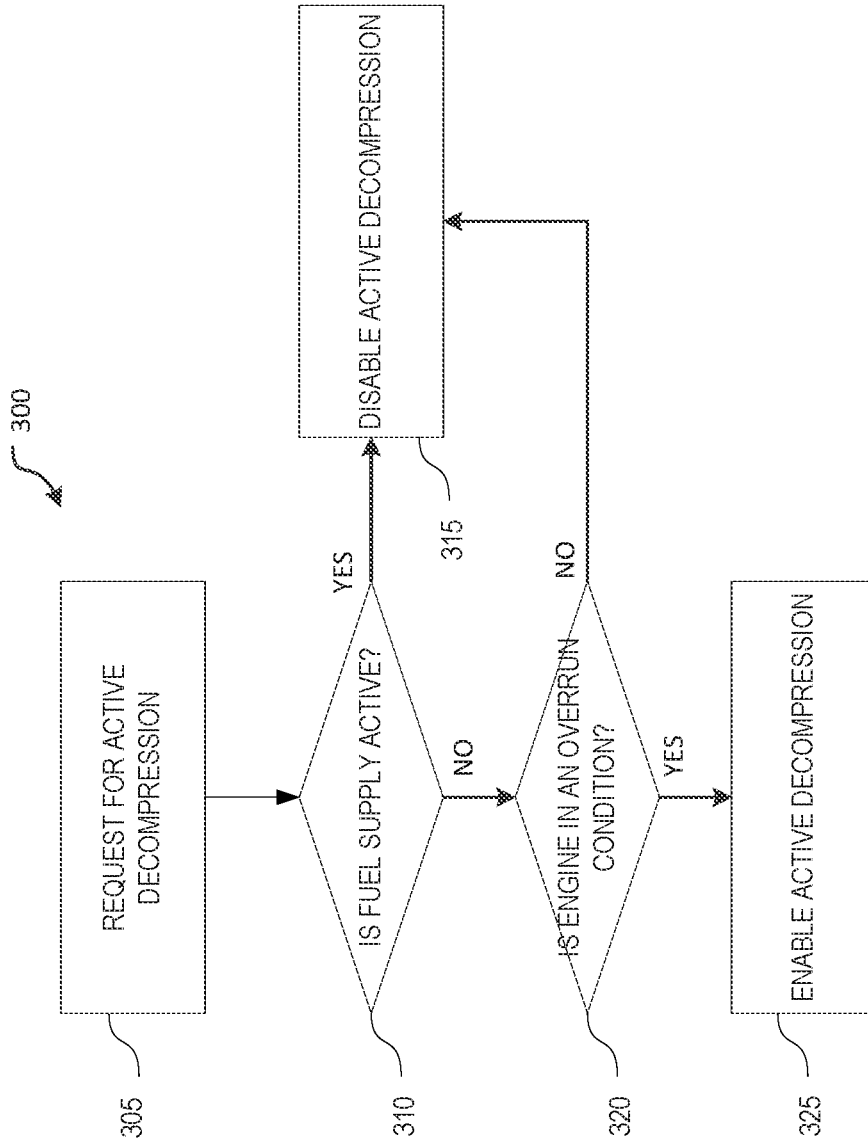 300
REQUEST FOR ACTIVE
DECOMPRESSION
305
IS FUEL SUPPLY ACTIVE?
310
YES
NO
DISABLE ACTIVE DECOMPRESSION
315
IS ENGINE IN AN OVERRUN
CONDITION?
320
NO
YES
ENABLE ACTIVE DECOMPRESSION
325